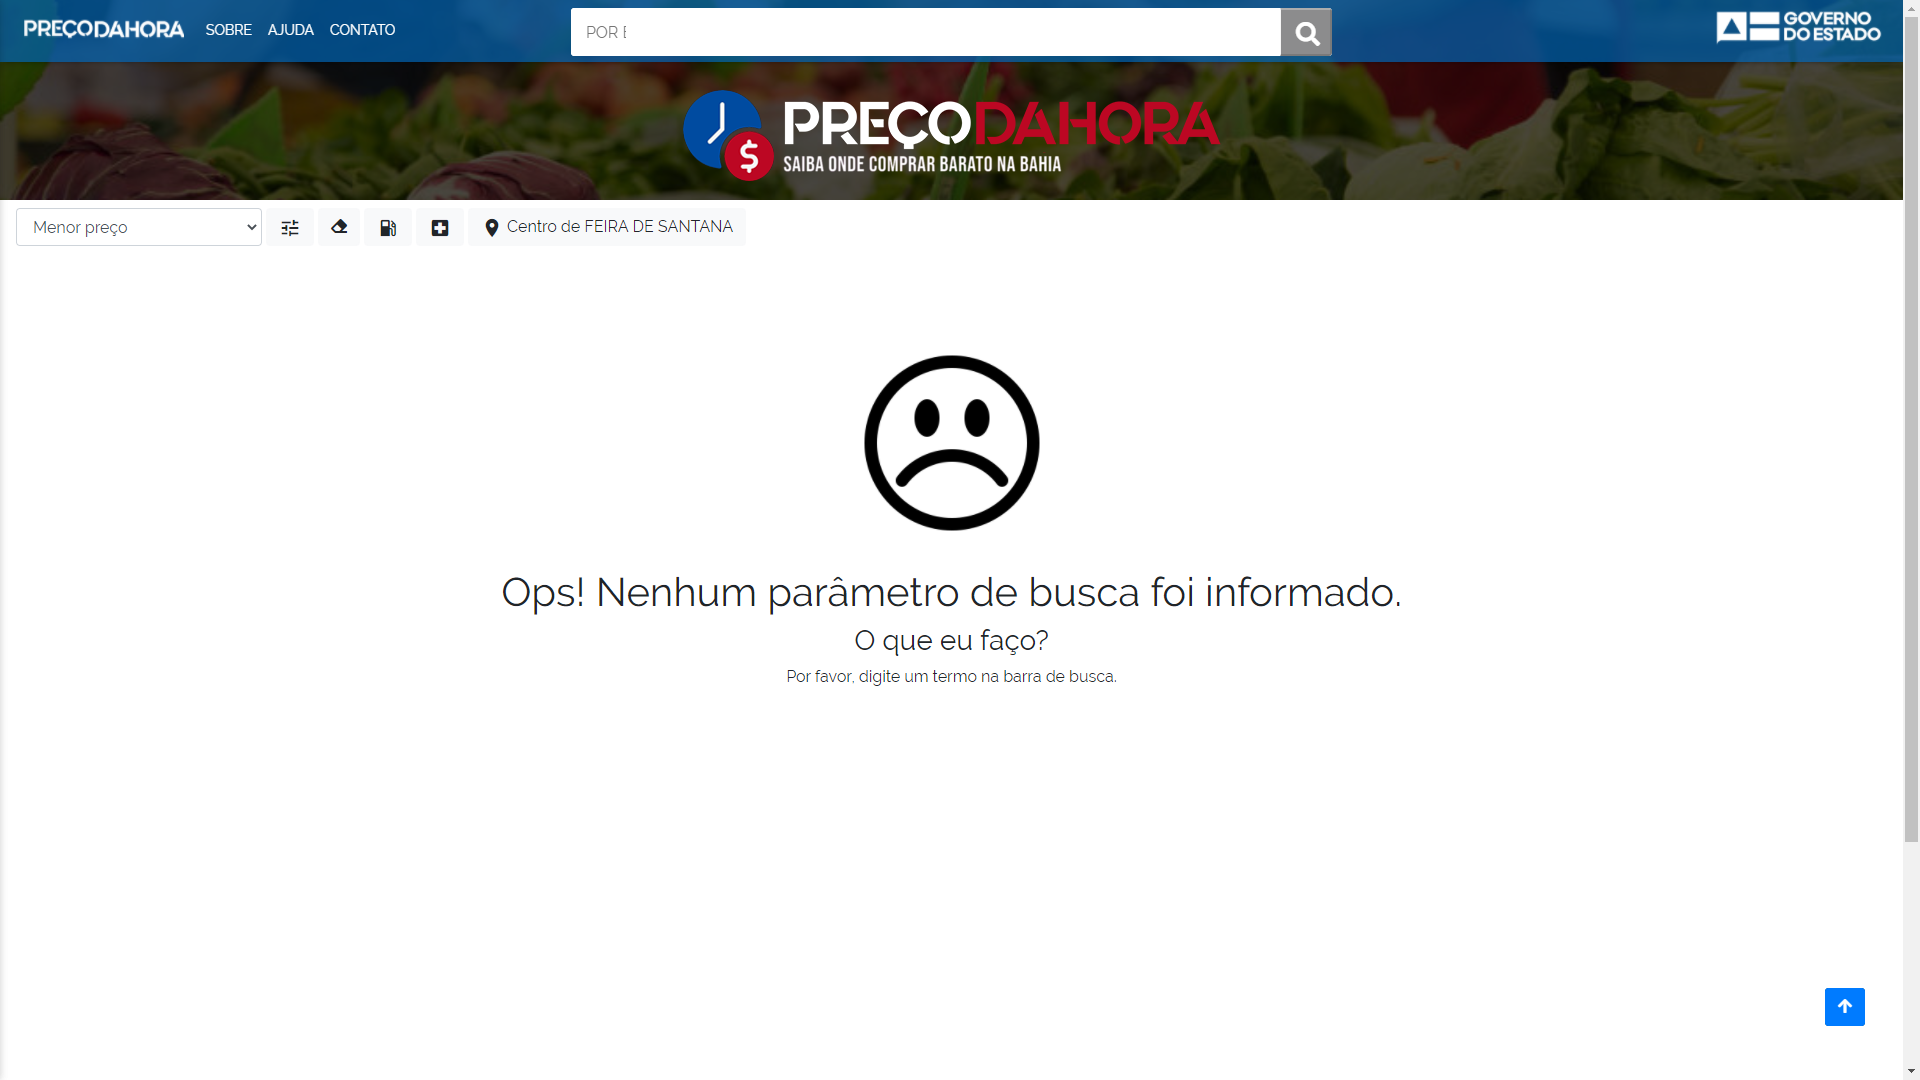 PREÇODAHORA SOBRE AJUDA CONTATO
POR E
GOVERNO
DO ESTADO
PREÇODAHORA
SAIBA ONDE COMPRAR BARATO NA BAHIA
Menor preço
Centro de FEIRA DE SANTANA
Ops! Nenhum parâmetro de busca foi informado.
O que eu faço?
Por favor, digite um termo na barra de busca.